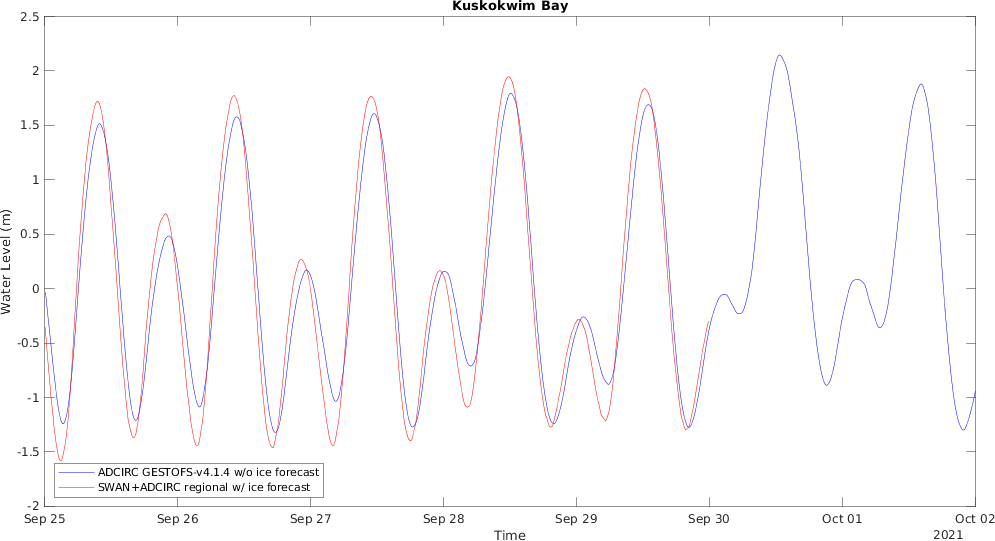 Kuskokwim Bay
2.5
2
1.5
1
0.5
0
-0.5
-1
-1.5
-2
Water Level (m)
ADCIRC GESTOFS-v4.1.4 w/o ice forecast
SWAN+ADCIRC regional w/ ice forecast
Sep 25 Sep 26 Sep 27 Sep 28 Sep 29 Sep 30 Oct 01 Oct 02
Time
2021